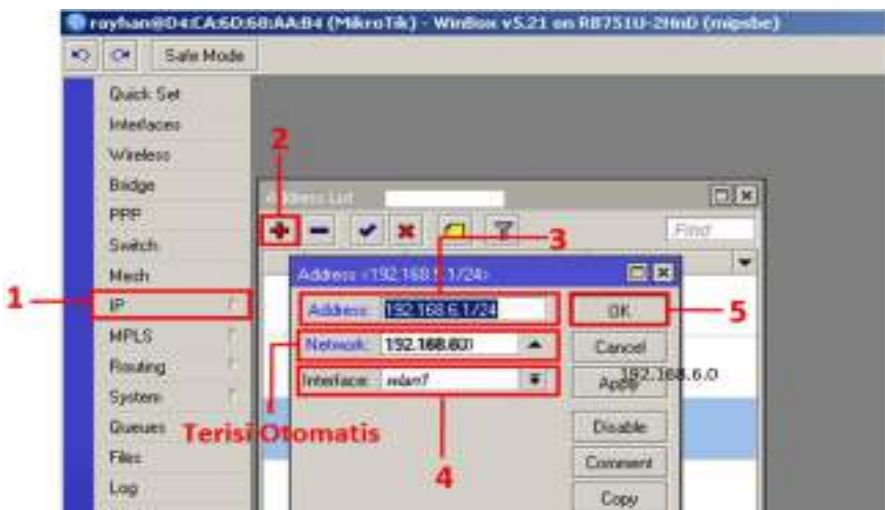 rayhan@D4:CA:6D:6B:AA:B4 (MikroTik) - WinBox v5.21 on RB751U-2HnD (mipsbe)
Safe Mode
Quick Set
Interfaces
Wireless
Bridge
PPP
Switch
Mesh
IP
MPLS
Routing
System
Queues
Files
Log
1
2
Address List
Find
3
Address <192.168.5.1/24>
Address: 192.168.6.1/24
OK
5
Network: 192.168.6.0
Cancel
Interface: wlan1
Apply
192.168.6.0
Terisi Otomatis
4
Disable
Comment
Copy